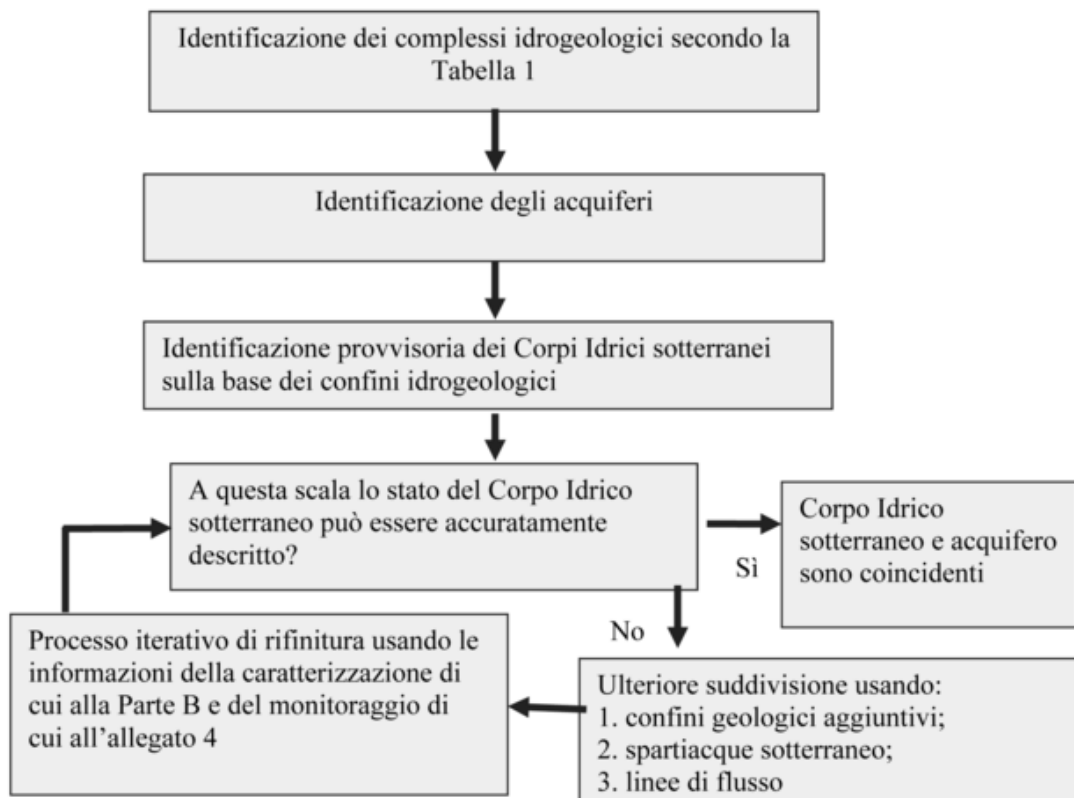 Identificazione dei complessi idrogeologici secondo la
Tabella 1
Identificazione degli acquiferi
Identificazione provvisoria dei Corpi Idrici sotterranei
sulla base dei confini idrogeologici
A questa scala lo stato del Corpo Idrico
sotterraneo può essere accuratamente
descritto?
Sì
Corpo Idrico
sotterraneo e acquifero
sono coincidenti
No
Ulteriore suddivisione usando:
1. confini geologici aggiuntivi;
2. spartiacque sotterraneo;
3. linee di flusso
Processo iterativo di rifinitura usando le
informazioni della caratterizzazione di
cui alla Parte B e del monitoraggio di
cui all’allegato 4